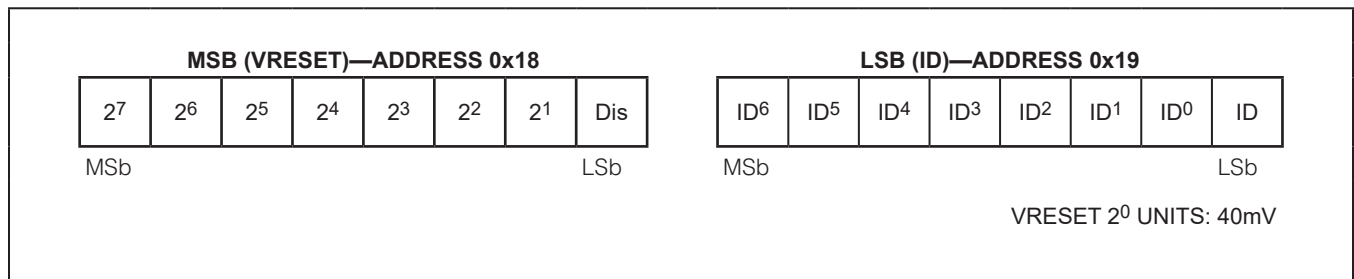 MSB (VRESET)—ADDRESS 0x18
2⁷ 2⁶ 2⁵ 2⁴ 2³ 2² 2¹ Dis
MSb LSb
LSB (ID)—ADDRESS 0x19
ID⁶ ID⁵ ID⁴ ID³ ID² ID¹ ID⁰ ID
MSb LSb
VRESET 2⁰ UNITS: 40mV